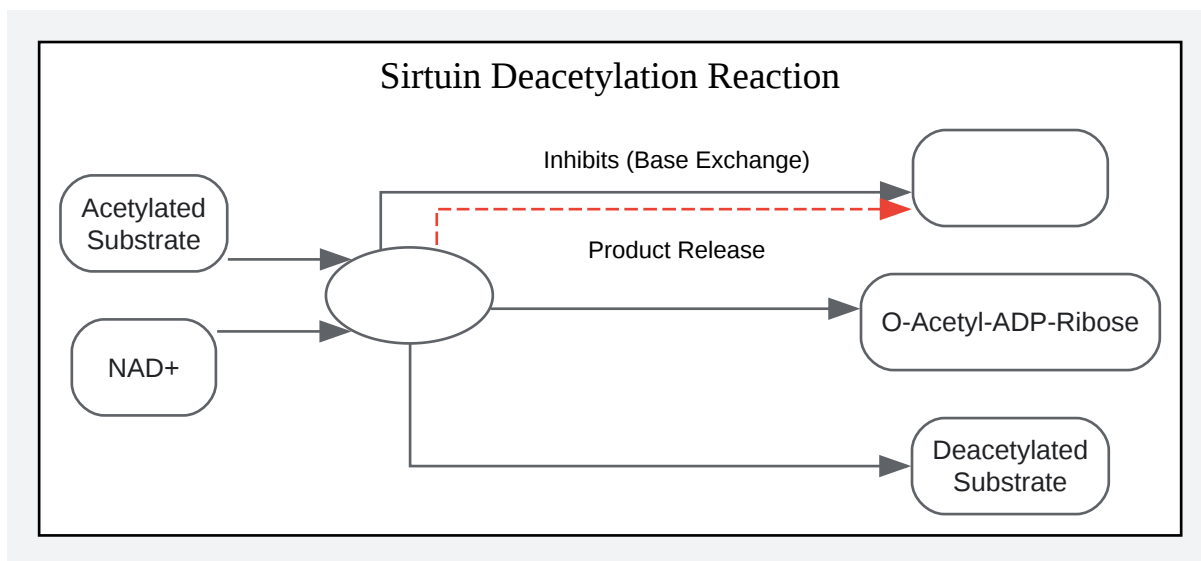 Sirtuin Deacetylation Reaction
Inhibits (Base Exchange)
Acetylated
Substrate
Product Release
O-Acetyl-ADP-Ribose
NAD+
Deacetylated
Substrate